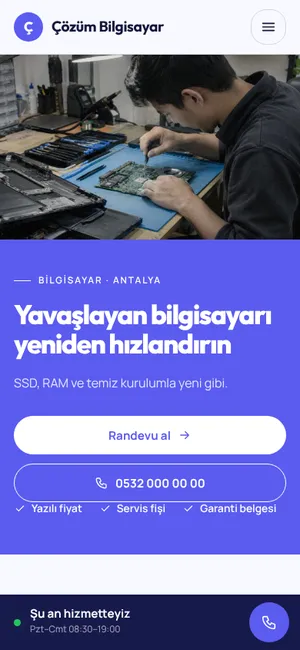 Ç
Çözüm Bilgisayar
BİLGİSAYAR · ANTALYA
Yavaşlayan bilgisayarı
yeniden hızlandırın
SSD, RAM ve temiz kurulumla yeni gibi.
Randevu al →
0532 000 00 00
✓ Yazılı fiyat ✓ Servis fişi ✓ Garanti belgesi
Şu an hizmetteyiz
Pzt–Cmt 08:30–19:00